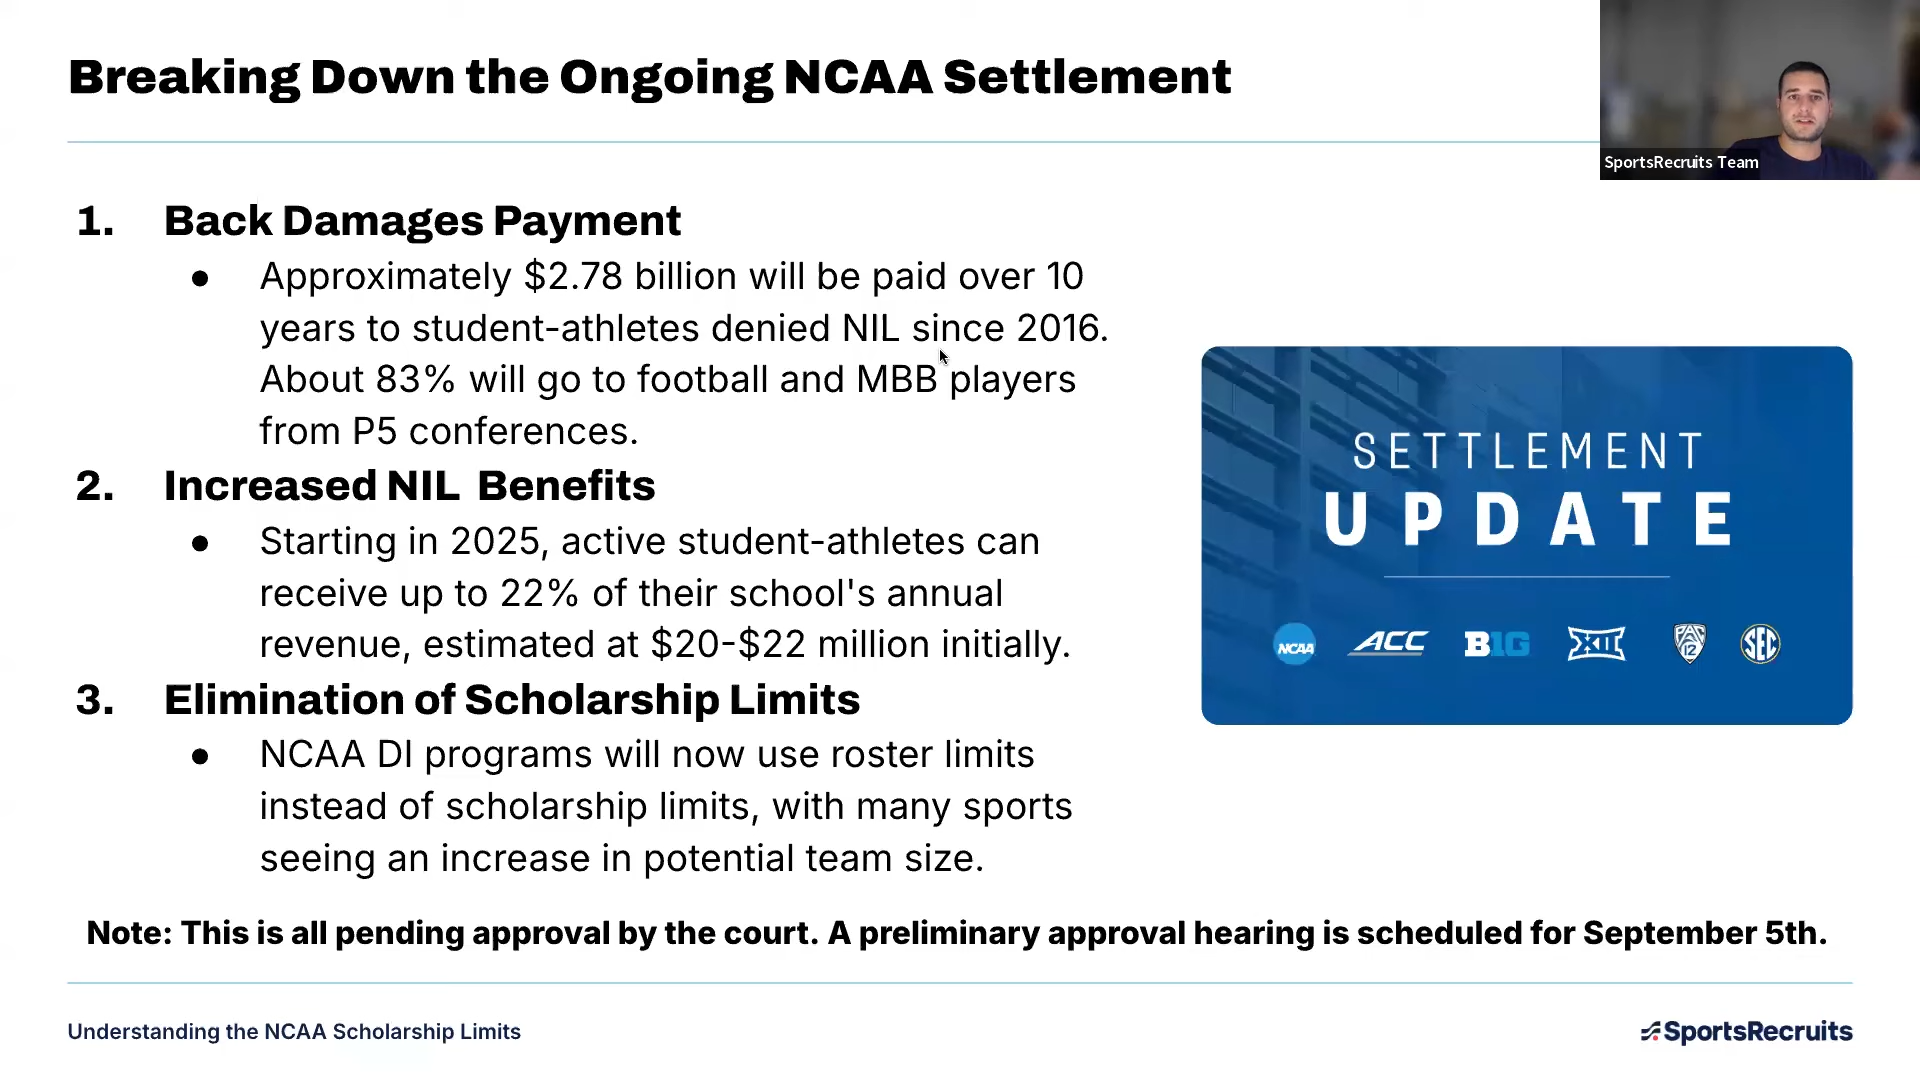 Breaking Down the Ongoing NCAA Settlement
SportsRecruits Team
1. Back Damages Payment
● Approximately $2.78 billion will be paid over 10
years to student-athletes denied NIL since 2016.
About 83% will go to football and MBB players
from P5 conferences.
2. Increased NIL Benefits
● Starting in 2025, active student-athletes can
receive up to 22% of their school's annual
revenue, estimated at $20-$22 million initially.
3. Elimination of Scholarship Limits
● NCAA DI programs will now use roster limits
instead of scholarship limits, with many sports
seeing an increase in potential team size.
SETTLEMENT
UPDATE
NCAA ACC B1G XII PAC 12 SEC
Note: This is all pending approval by the court. A preliminary approval hearing is scheduled for September 5th.
Understanding the NCAA Scholarship Limits
SportsRecruits